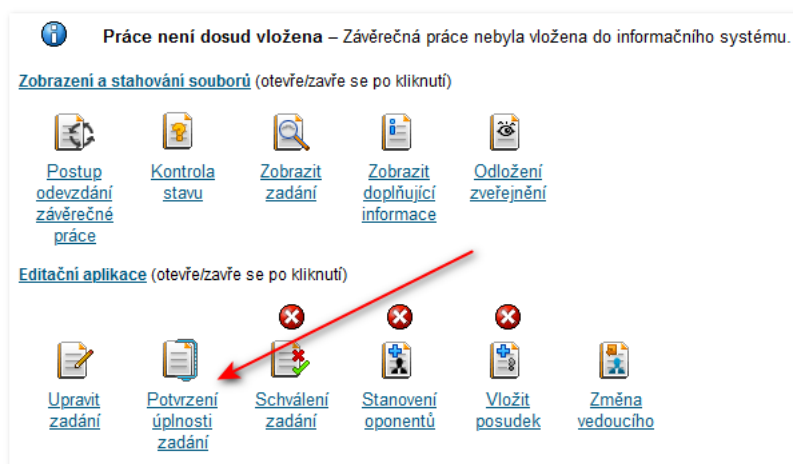 Práce není dosud vložena – Závěrečná práce nebyla vložena do informačního systému.
Zobrazení a stahování souborů (otevře/zavře se po kliknutí)
Postup odevzdání závěrečné práce
Kontrola stavu
Zobrazit zadání
Zobrazit doplňující informace
Odložení zveřejnění
Editační aplikace (otevře/zavře se po kliknutí)
Upravit zadání
Potvrzení úplnosti zadání
Schválení zadání
Stanovení oponentů
Vložit posudek
Změna vedoucího